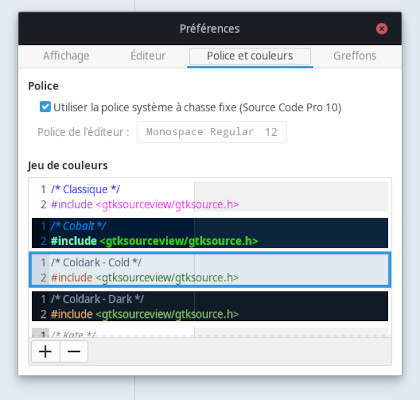 Préférences
Affichage Éditeur Police et couleurs Greffons
Police
Utiliser la police système à chasse fixe (Source Code Pro 10)
Police de l'éditeur : Monospace Regular 12
Jeu de couleurs
1 /* Classique */
2 #include <gtksourceview/gtksource.h>
1 /* Cobalt */
2 #include <gtksourceview/gtksource.h>
1 /* Coldark - Cold */
2 #include <gtksourceview/gtksource.h>
1 /* Coldark - Dark */
2 #include <gtksourceview/gtksource.h>
1 /* Kate */